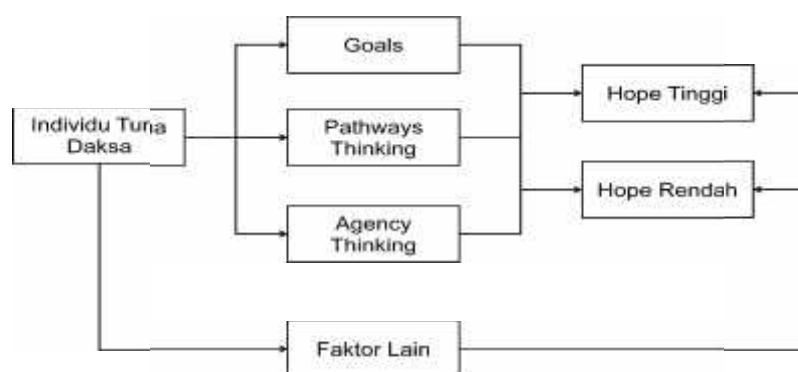 Goals
Hope Tinggi
Individu Tuna
Daksa
Pathways
Thinking
Hope Rendah
Agency
Thinking
Faktor Lain